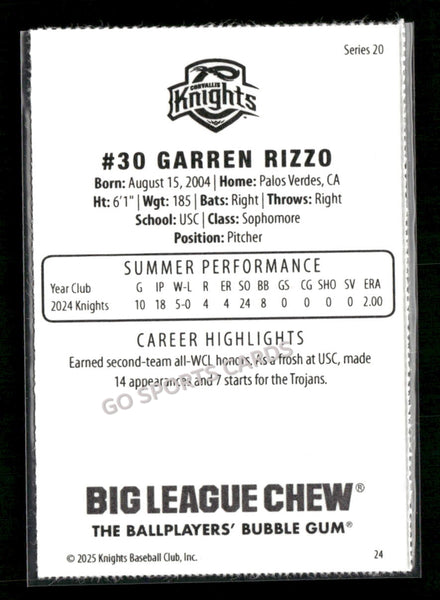 Series 20
CORVALLIS
Knights
#30 GARREN RIZZO
Born: August 15, 2004 | Home: Palos Verdes, CA
Ht: 6'1" | Wgt: 185 | Bats: Right | Throws: Right
School: USC | Class: Sophomore
Position: Pitcher
SUMMER PERFORMANCE
Year Club G IP W-L R ER SO BB GS CG SHO SV ERA
2024 Knights 10 18 5-0 4 4 24 8 0 0 0 0 2.00
CAREER HIGHLIGHTS
Earned second-team all-WCL honors. As a frosh at USC, made
14 appearances and 7 starts for the Trojans.
GO SPORTS CARDS
BIG LEAGUE CHEW®
THE BALLPLAYERS' BUBBLE GUM®
© 2025 Knights Baseball Club, Inc.
24